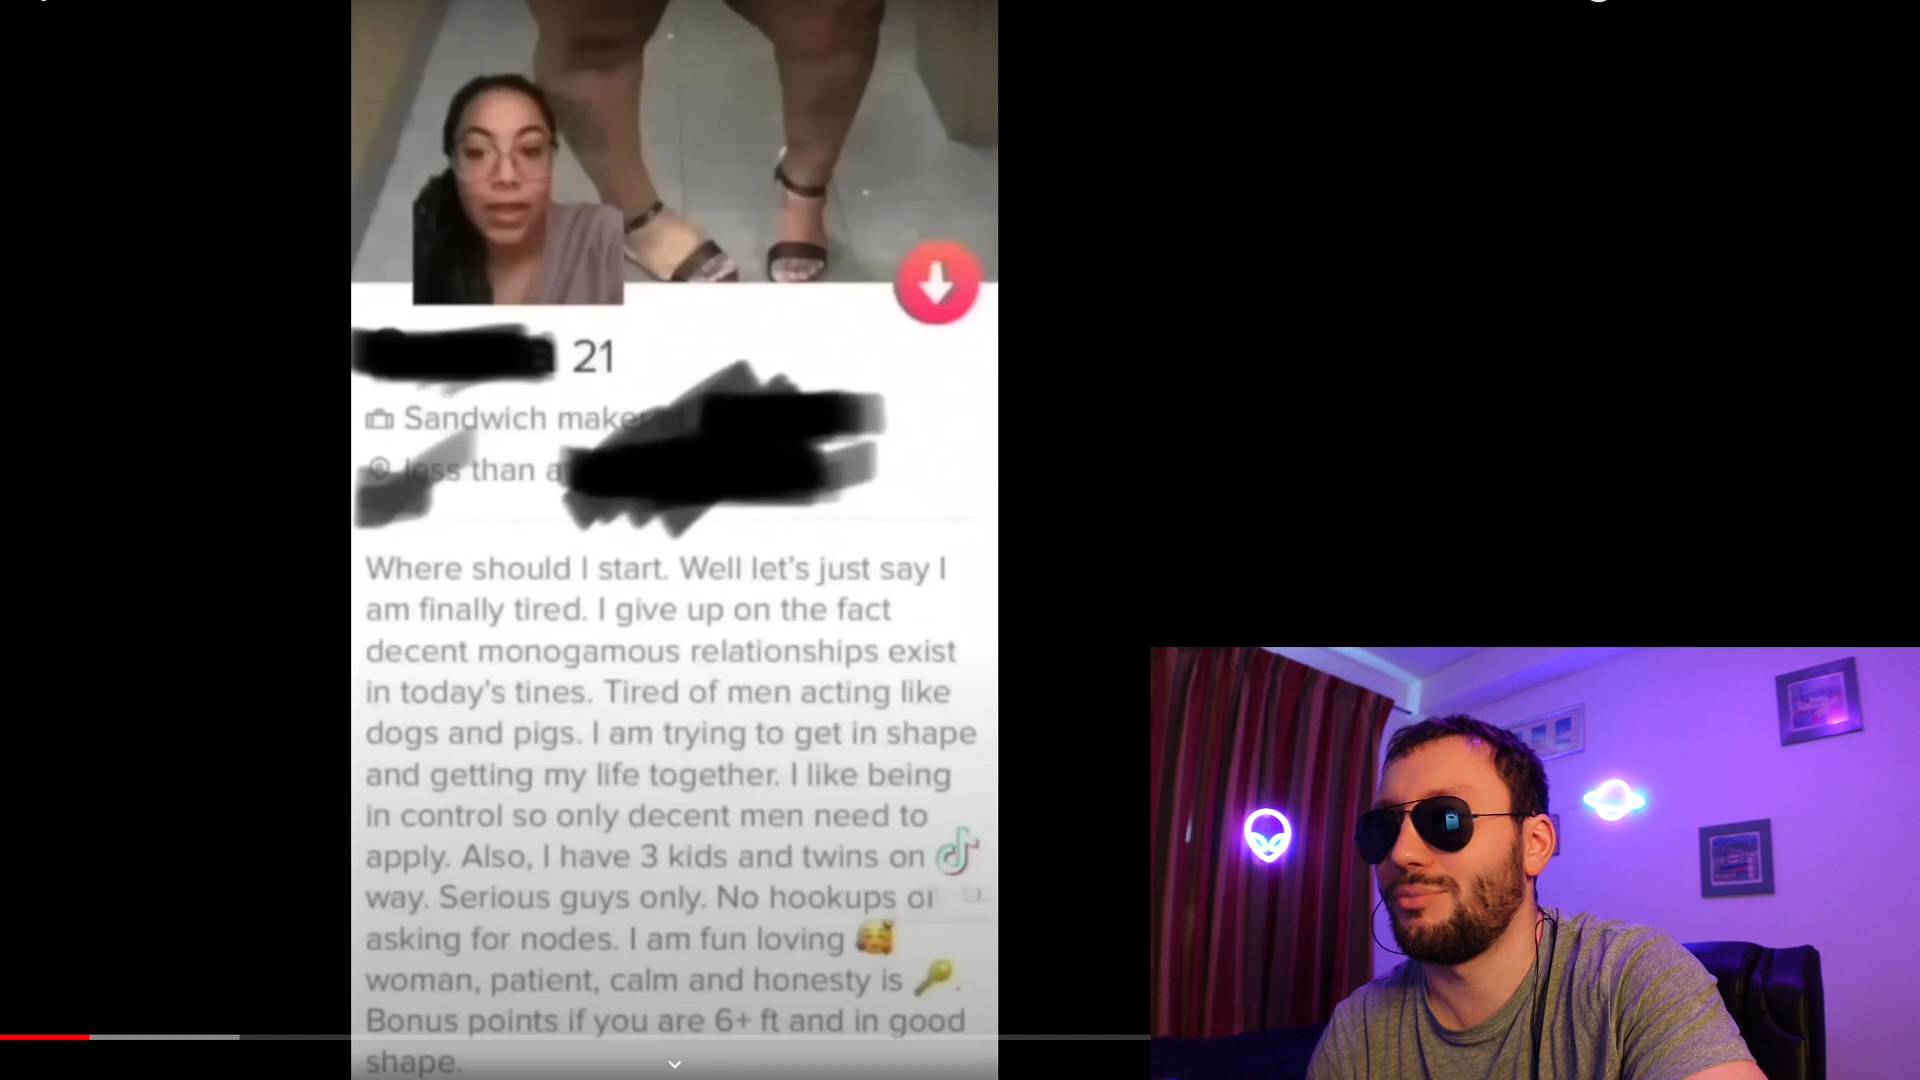 21
Sandwich maker
less than a
Where should I start. Well let's just say I
am finally tired. I give up on the fact
decent monogamous relationships exist
in today's tines. Tired of men acting like
dogs and pigs. I am trying to get in shape
and getting my life together. I like being
in control so only decent men need to
apply. Also, I have 3 kids and twins on
way. Serious guys only. No hookups or
asking for nodes. I am fun loving 🥰
woman, patient, calm and honesty is 🔑.
Bonus points if you are 6+ ft and in good
shape.